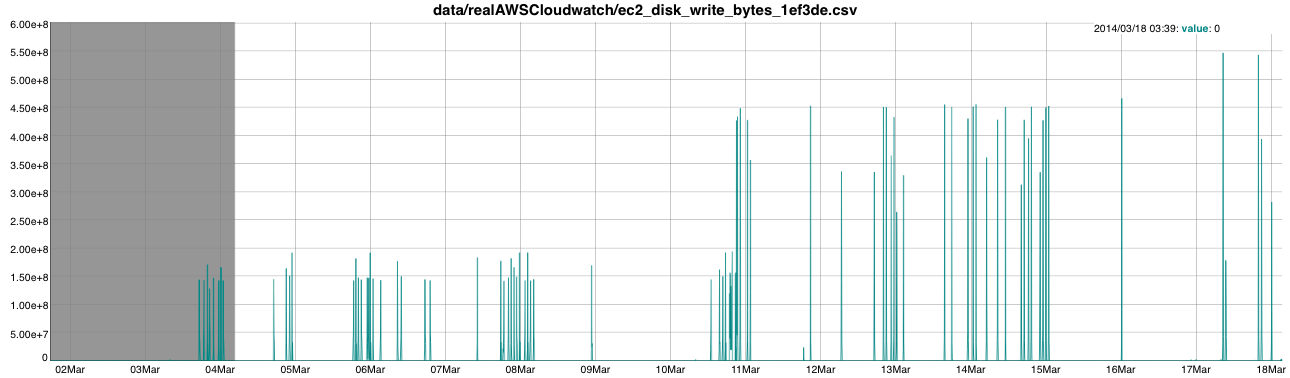 data/realAWSCloudwatch/ec2_disk_write_bytes_1ef3de.csv
2014/03/18 03:39: value: 0
6.00e+8
5.50e+8
5.00e+8
4.50e+8
4.00e+8
3.50e+8
3.00e+8
2.50e+8
2.00e+8
1.50e+8
1.00e+8
5.00e+7
0
02Mar 03Mar 04Mar 05Mar 06Mar 07Mar 08Mar 09Mar 10Mar 11Mar 12Mar 13Mar 14Mar 15Mar 16Mar 17Mar 18Mar